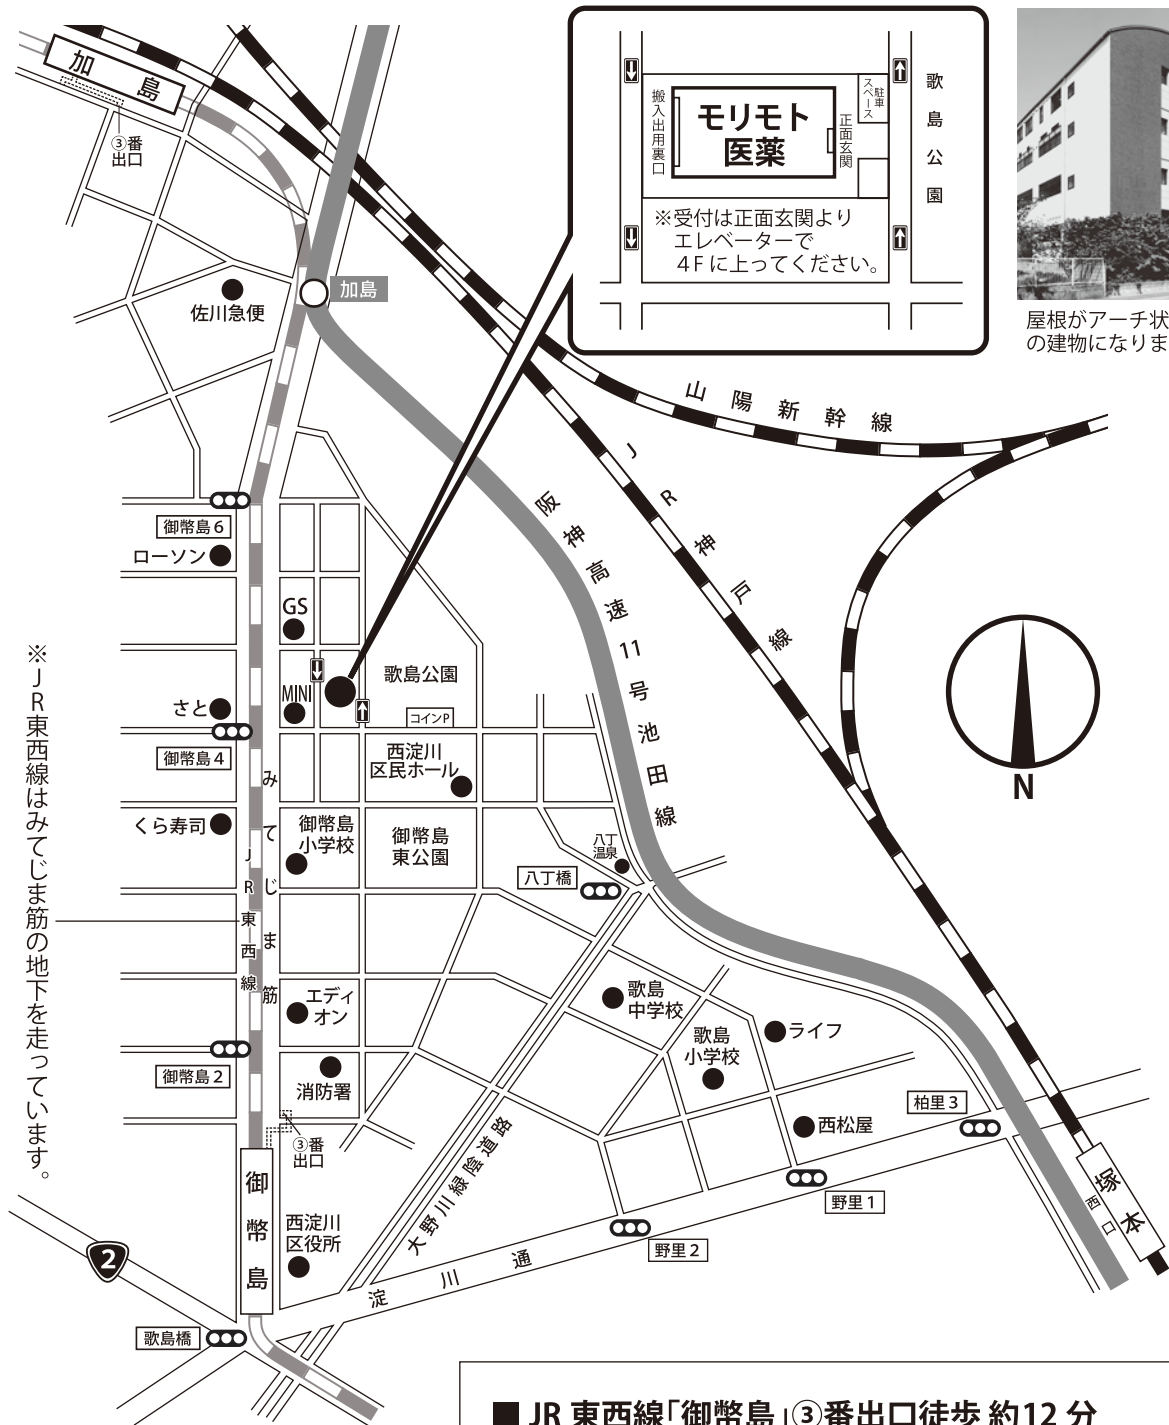 加島
③番
出口
モリモト
医薬
搬入出用裏口
正面玄関
駐車
スペース
歌島公園
※受付は正面玄関より
エレベーターで
4Fに上ってください。
屋根がアーチ状
の建物になりま
佐川急便
加島
山陽新幹線
JR神戸線
阪神高速11号池田線
御幣島6
ローソン
GS
MINI
歌島公園
コインP
さと
御幣島4
西淀川
区民ホール
くら寿司
御幣島
小学校
御幣島
東公園
八丁
温泉
八丁橋
みてじま筋
JR東西線
※JR東西線はみてじま筋の地下を走っています。
N
エディ
オン
歌島
中学校
歌島
小学校
ライフ
御幣島2
消防署
柏里3
西松屋
③番
出口
大野川緑陰道路
御幣島
西淀川
区役所
野里1
野里2
淀川通
塚本
西口
2
歌島橋
■JR東西線「御幣島」③番出口徒歩 約12分